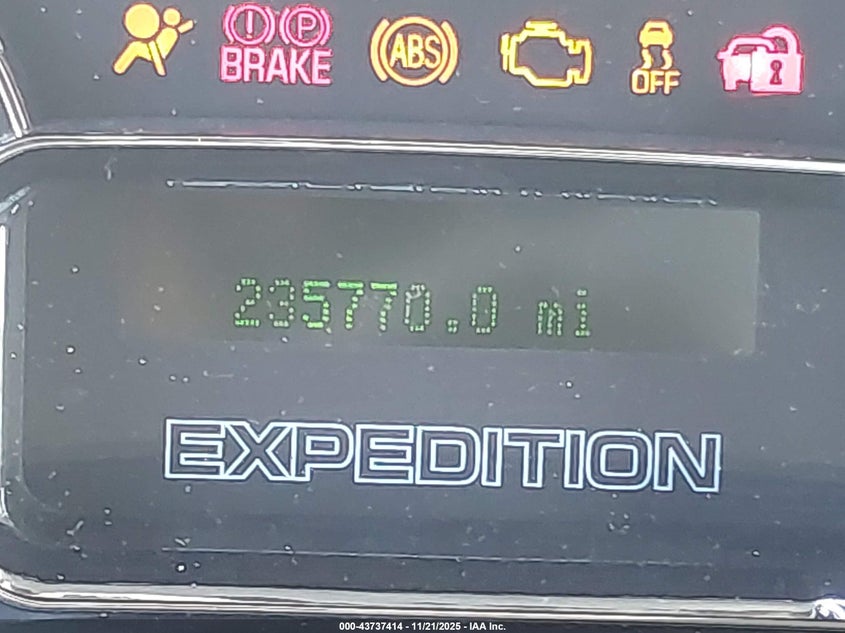 BRAKE
ABS
OFF
235770.0 mi
EXPEDITION
000-43737414 - 11/21/2025 - IAA Inc.